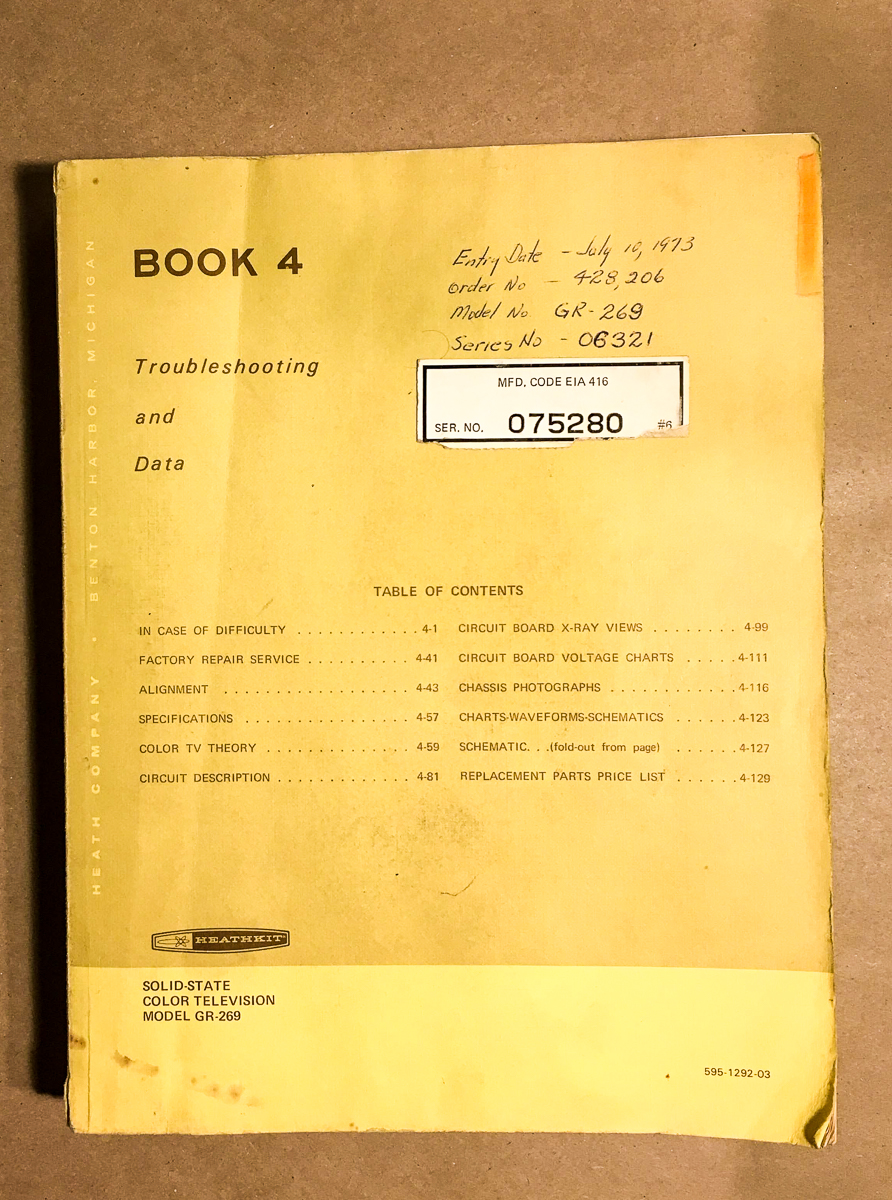 BOOK 4
Troubleshooting
and
Data
Entry Date - July 10, 1973
Order No - 428,206
Model No GR-269
Series No - 06321
MFD. CODE EIA 416
SER. NO. 075280 #6
TABLE OF CONTENTS
IN CASE OF DIFFICULTY . . . . . . . . . . . . 4-1
FACTORY REPAIR SERVICE . . . . . . . . . . 4-41
ALIGNMENT . . . . . . . . . . . . . . . . . . 4-43
SPECIFICATIONS . . . . . . . . . . . . . . . . 4-57
COLOR TV THEORY . . . . . . . . . . . . . . 4-59
CIRCUIT DESCRIPTION . . . . . . . . . . . . . 4-81
CIRCUIT BOARD X-RAY VIEWS . . . . . . . . 4-99
CIRCUIT BOARD VOLTAGE CHARTS . . . . . 4-111
CHASSIS PHOTOGRAPHS . . . . . . . . . . . . 4-116
CHARTS-WAVEFORMS-SCHEMATICS . . . . . . 4-123
SCHEMATIC. . .(fold-out from page) . . . . . . 4-127
REPLACEMENT PARTS PRICE LIST . . . . . . 4-129
HEATH COMPANY • BENTON HARBOR, MICHIGAN
HEATHKIT
SOLID-STATE
COLOR TELEVISION
MODEL GR-269
595-1292-03